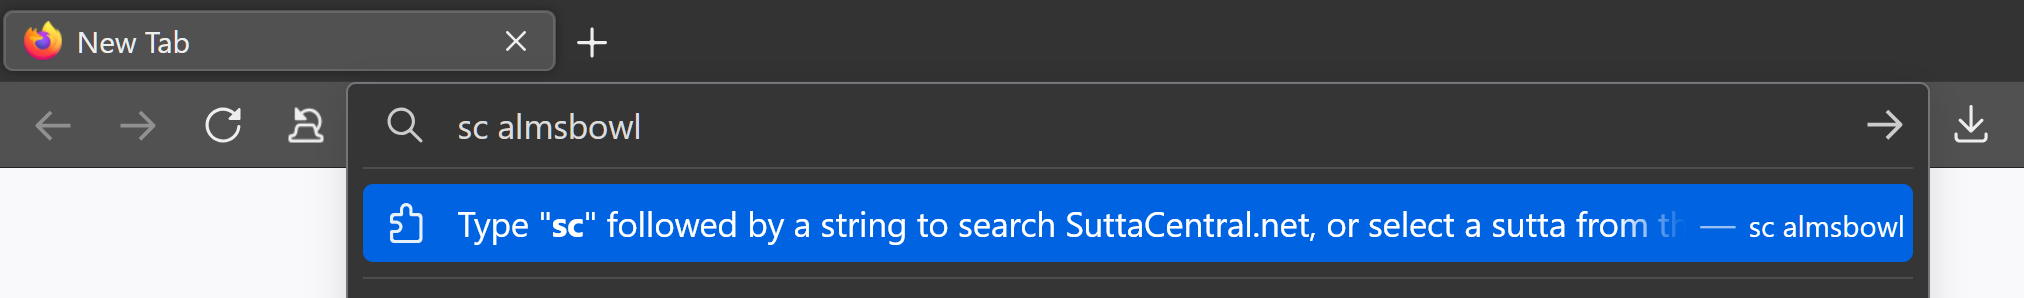 New Tab
sc almsbowl
Type "sc" followed by a string to search SuttaCentral.net, or select a sutta from — sc almsbowl